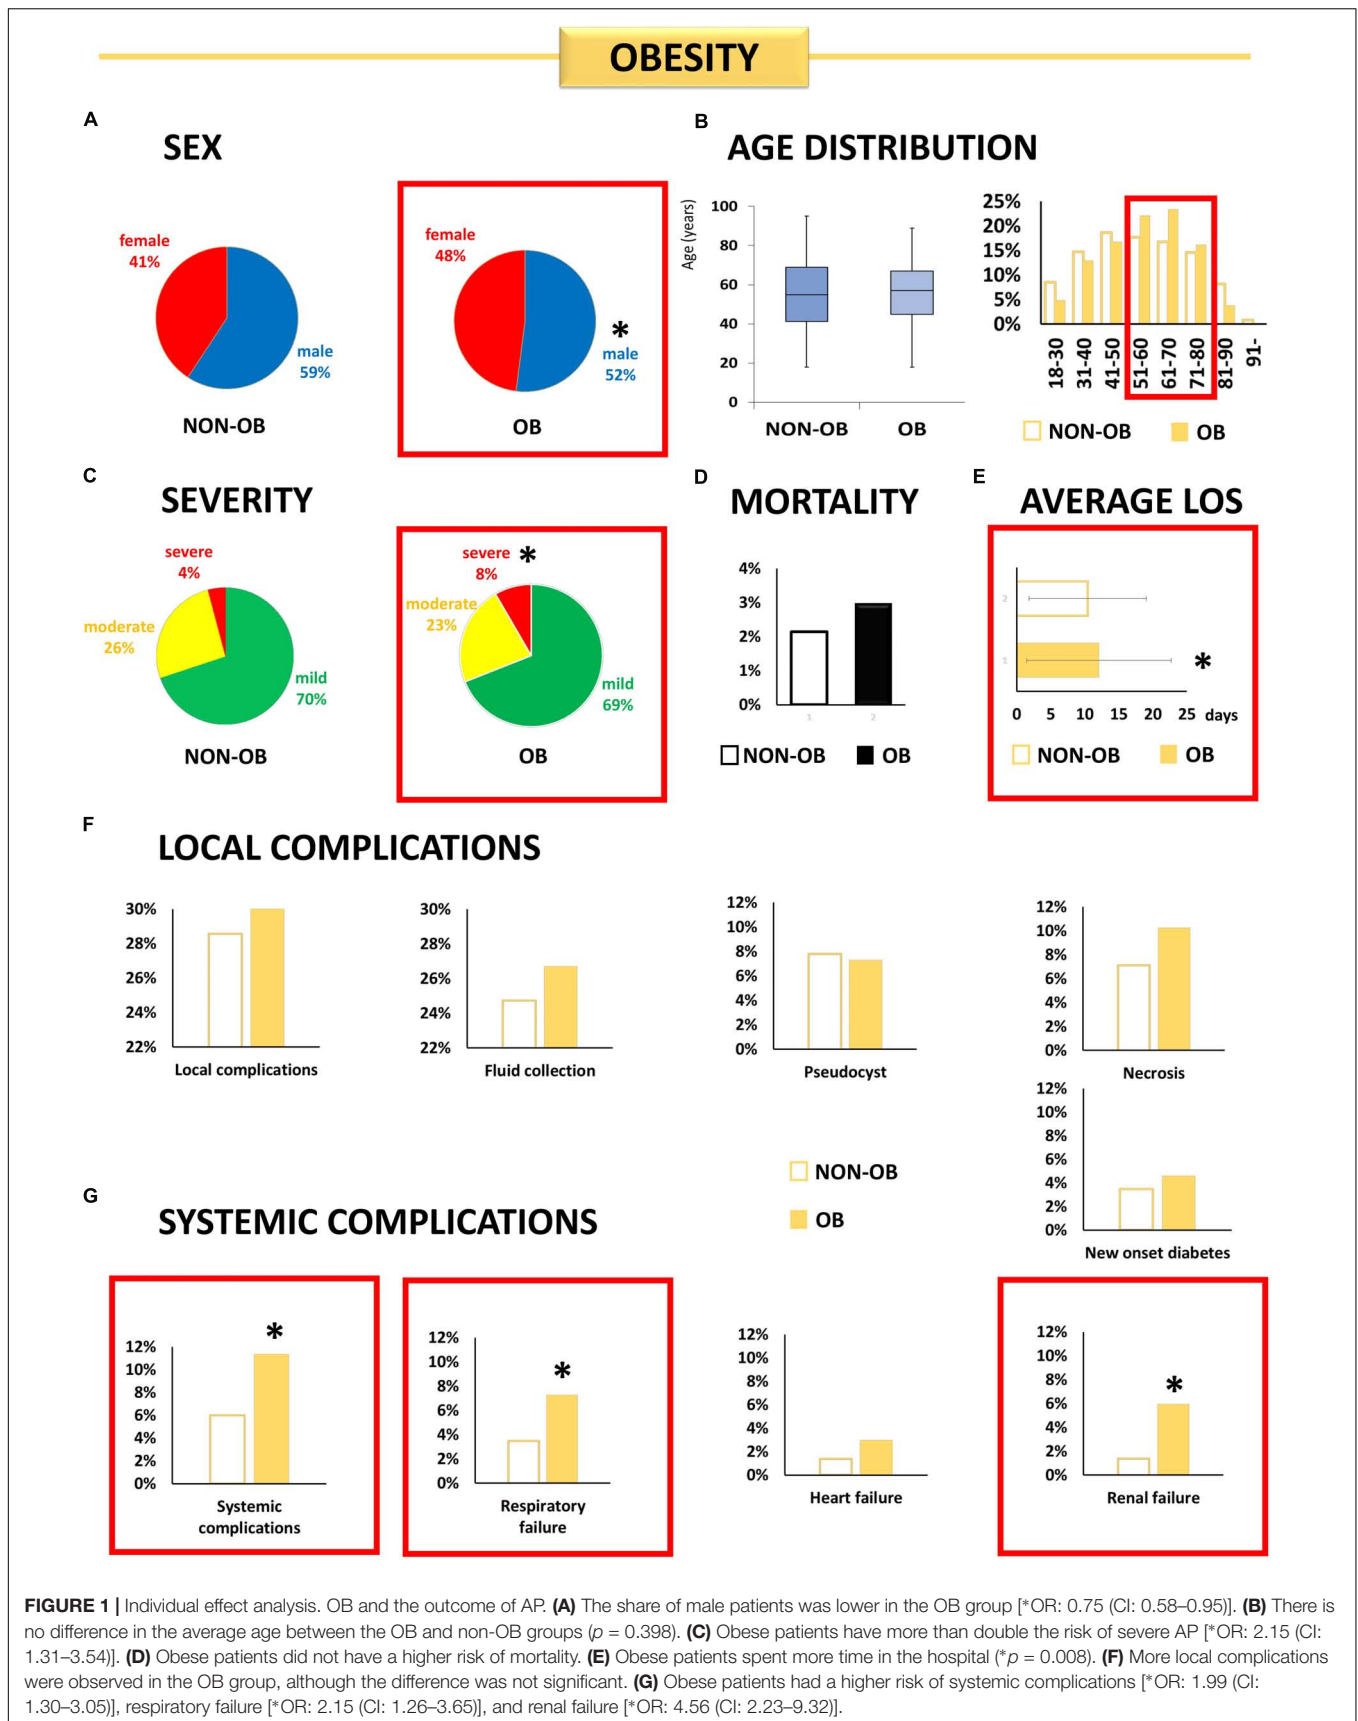 OBESITY
A
SEX
female
41%
male
59%
NON-OB
female
48%
*
male
52%
OB
B
AGE DISTRIBUTION
Age (years)
100
80
60
40
20
0
NON-OB
OB
25%
20%
15%
10%
5%
0%
18-30
31-40
41-50
51-60
61-70
71-80
81-90
91-
NON-OB
OB
C
SEVERITY
severe
4%
moderate
26%
mild
70%
NON-OB
severe *
8%
moderate
23%
mild
69%
OB
D
MORTALITY
4%
3%
2%
1%
0%
1
2
NON-OB
OB
E
AVERAGE LOS
2
1
*
0 5 10 15 20 25 days
NON-OB
OB
F
LOCAL COMPLICATIONS
30%
28%
26%
24%
22%
Local complications
30%
28%
26%
24%
22%
Fluid collection
12%
10%
8%
6%
4%
2%
0%
Pseudocyst
12%
10%
8%
6%
4%
2%
0%
Necrosis
12%
10%
8%
6%
4%
2%
0%
New onset diabetes
NON-OB
OB
G
SYSTEMIC COMPLICATIONS
*
12%
10%
8%
6%
4%
2%
0%
Systemic
complications
*
12%
10%
8%
6%
4%
2%
0%
Respiratory
failure
12%
10%
8%
6%
4%
2%
0%
Heart failure
12%
10%
8%
6%
4%
2%
0%
*
Renal failure
FIGURE 1 | Individual effect analysis. OB and the outcome of AP. (A) The share of male patients was lower in the OB group [*OR: 0.75 (CI: 0.58–0.95)]. (B) There is
no difference in the average age between the OB and non-OB groups (p = 0.398). (C) Obese patients have more than double the risk of severe AP [*OR: 2.15 (CI:
1.31–3.54)]. (D) Obese patients did not have a higher risk of mortality. (E) Obese patients spent more time in the hospital (*p = 0.008). (F) More local complications
were observed in the OB group, although the difference was not significant. (G) Obese patients had a higher risk of systemic complications [*OR: 1.99 (CI:
1.30–3.05)], respiratory failure [*OR: 2.15 (CI: 1.26–3.65)], and renal failure [*OR: 4.56 (CI: 2.23–9.32)].